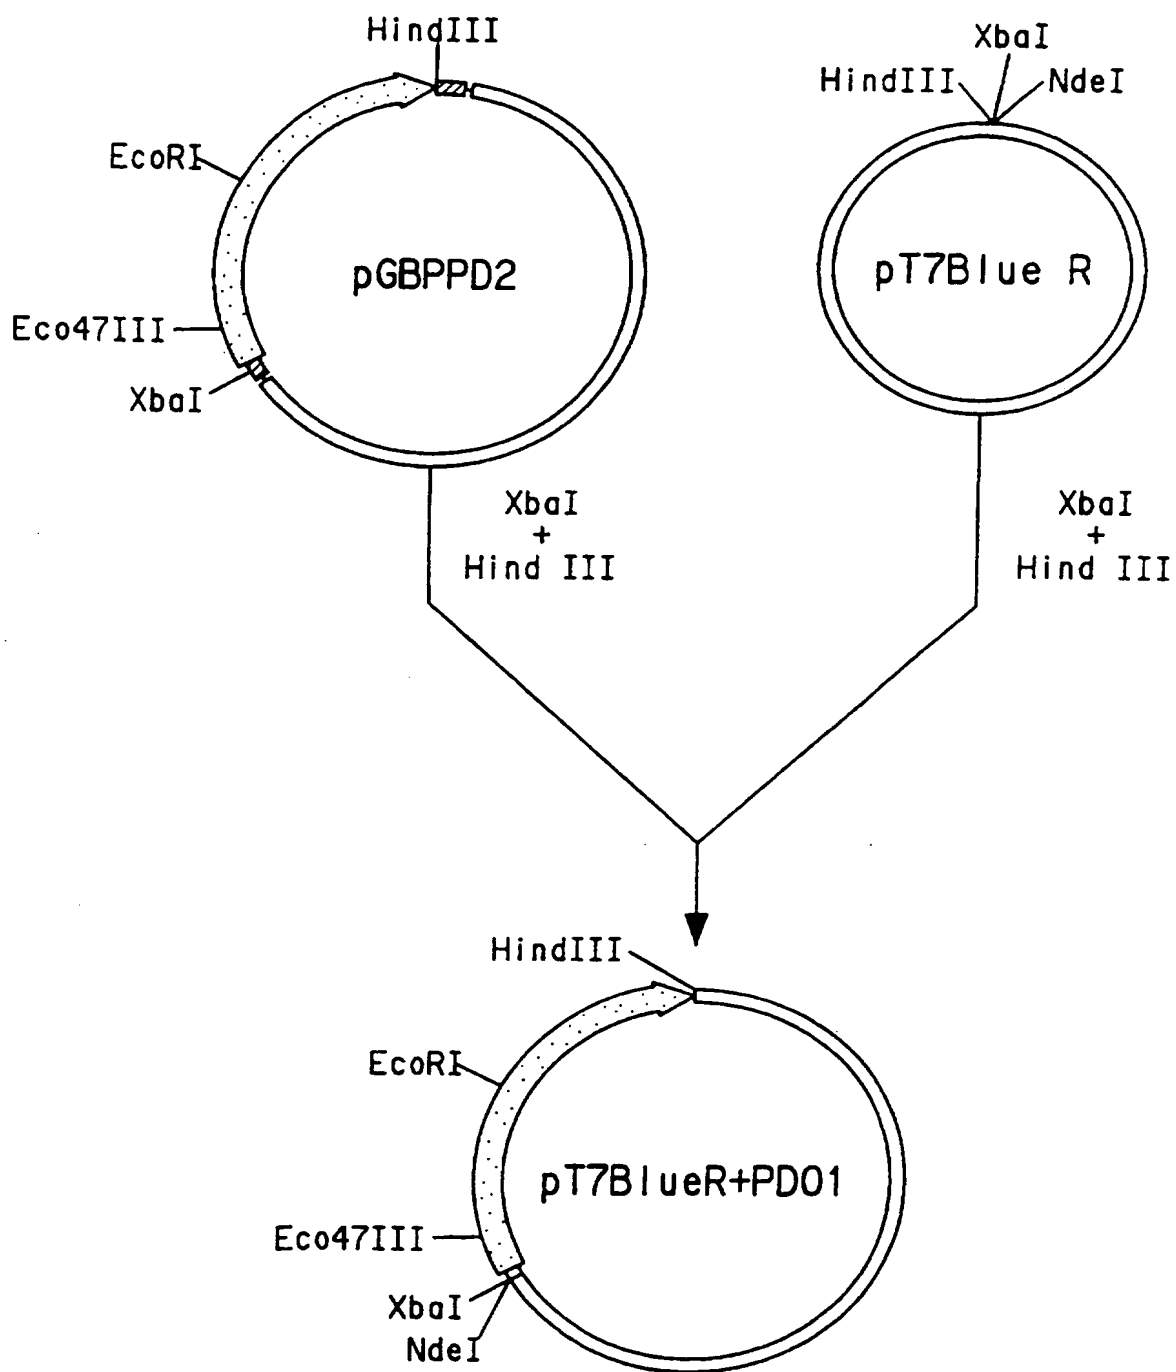 HindIII
EcoRI
pGBPPD2
Eco47III
XbaI
XbaI
HindIII
NdeI
pT7Blue R
XbaI
+
Hind III
XbaI
+
Hind III
HindIII
EcoRI
pT7BlueR+PDO1
Eco47III
XbaI
NdeI